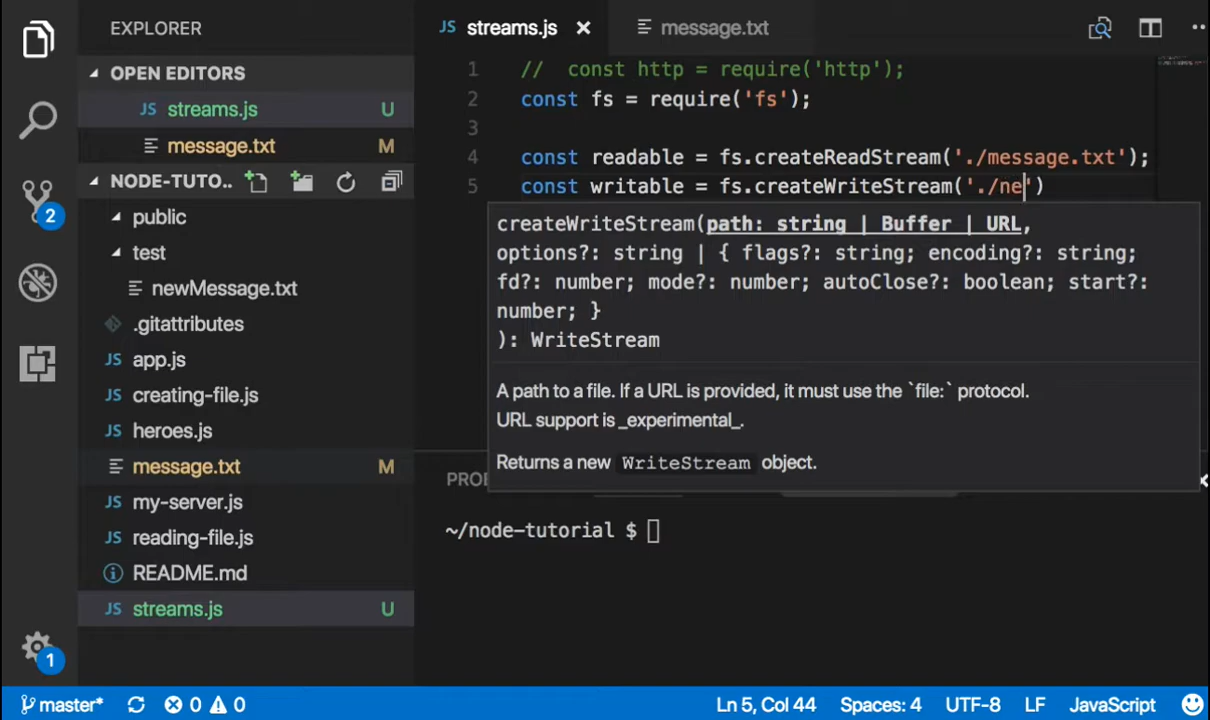 EXPLORER
OPEN EDITORS
JS streams.js U
message.txt M
NODE-TUTO..
public
test
newMessage.txt
.gitattributes
JS app.js
JS creating-file.js
JS heroes.js
message.txt M
JS my-server.js
JS reading-file.js
README.md
JS streams.js U
2
1
JS streams.js
message.txt
1 // const http = require('http');
2 const fs = require('fs');
3
4 const readable = fs.createReadStream('./message.txt');
5 const writable = fs.createWriteStream('./ne')
createWriteStream(path: string | Buffer | URL,
options?: string | { flags?: string; encoding?: string;
fd?: number; mode?: number; autoClose?: boolean; start?:
number; }
): WriteStream
A path to a file. If a URL is provided, it must use the `file:` protocol.
URL support is _experimental_.
Returns a new WriteStream object.
~/node-tutorial $
master* 0 0 Ln 5, Col 44 Spaces: 4 UTF-8 LF JavaScript